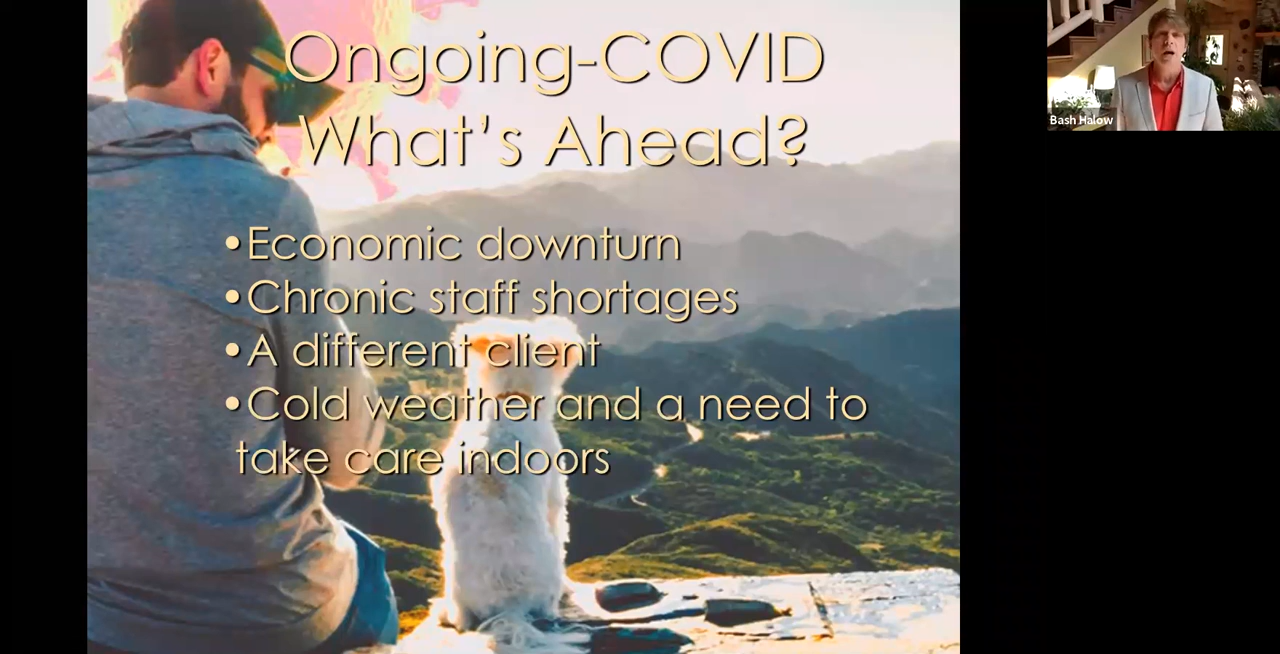 Ongoing-COVID
What's Ahead?
•Economic downturn
•Chronic staff shortages
•A different client
•Cold weather and a need to
take care indoors
Bash Halow